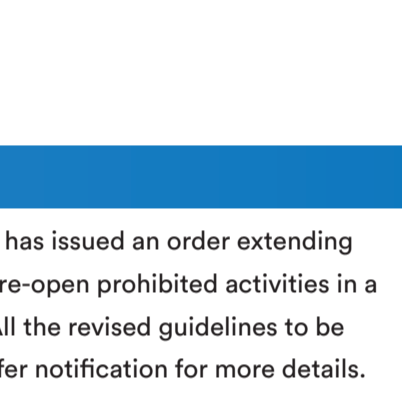 has issued an order extending
re-open prohibited activities in a
ll the revised guidelines to be
fer notification for more details.